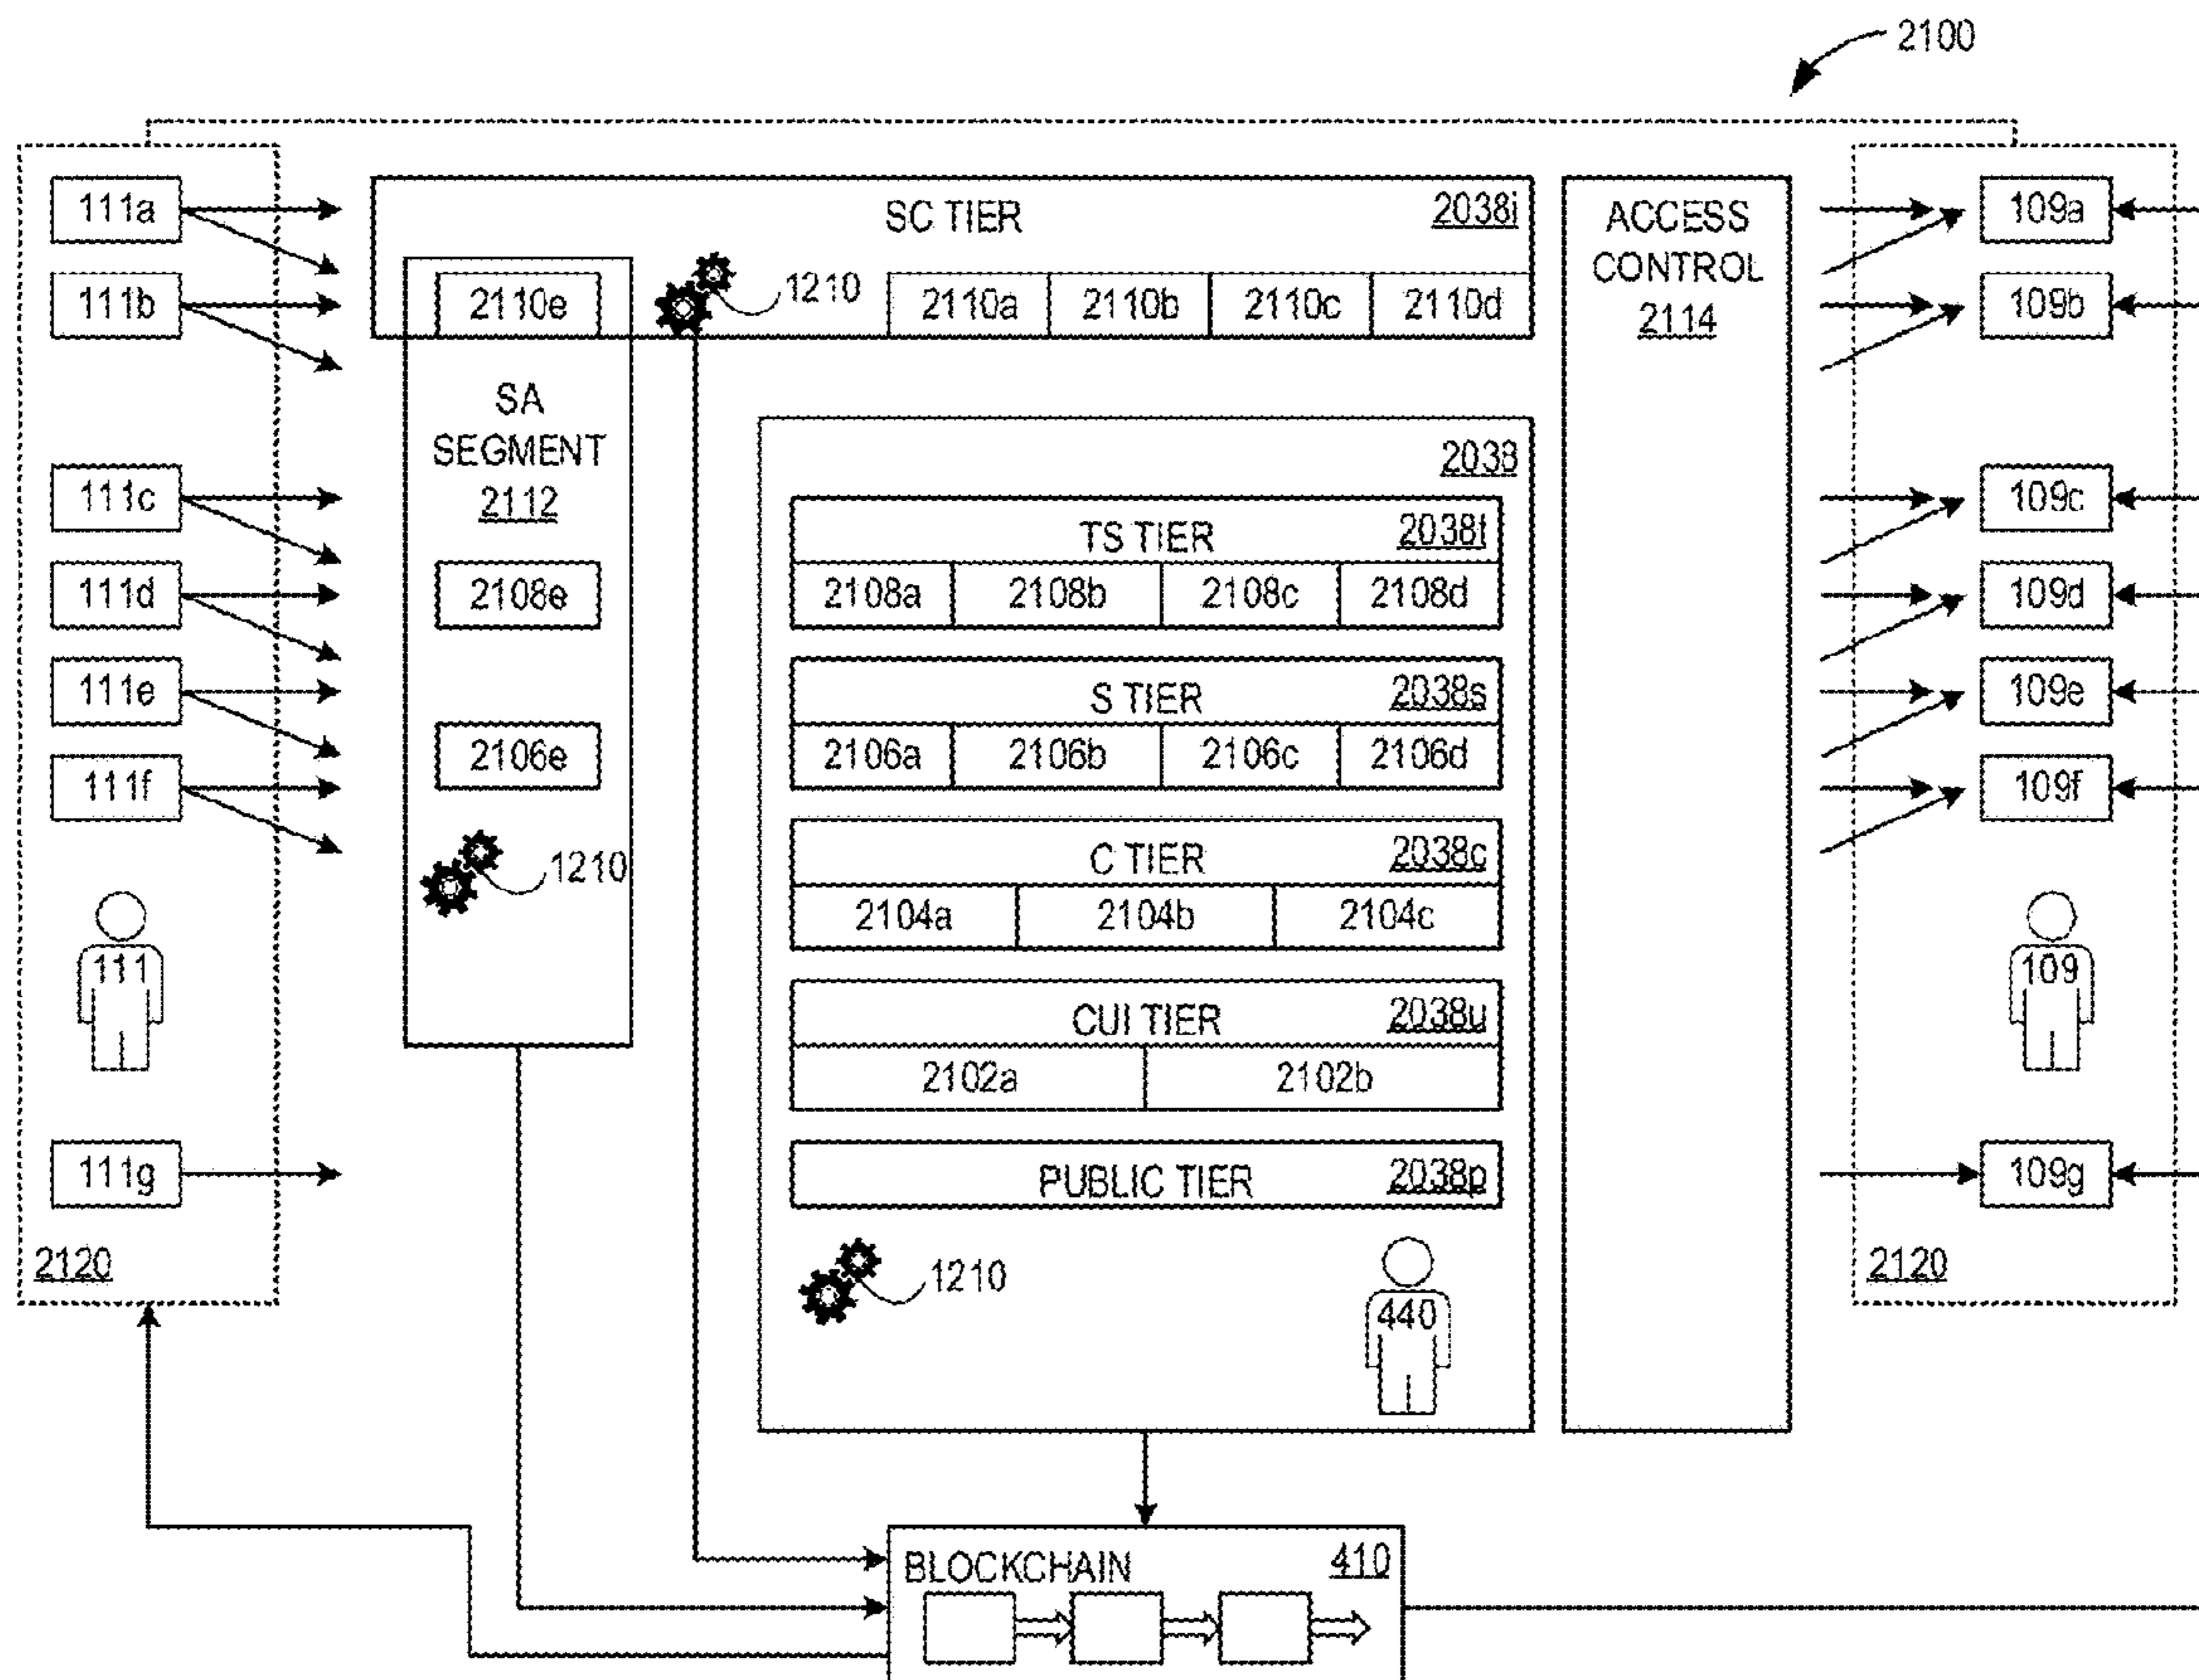 2100
111a
111b
111c
111d
111e
111f
111
111g
2120
SC TIER 2038i
2110e
1210
2110a 2110b 2110c 2110d
SA
SEGMENT
2112
2108e
2106e
1210
2038
TS TIER 2038t
2108a 2108b 2108c 2108d
S TIER 2038s
2106a 2106b 2106c 2106d
C TIER 2038c
2104a 2104b 2104c
CUI TIER 2038u
2102a 2102b
PUBLIC TIER 2038p
1210
440
ACCESS
CONTROL
2114
109a
109b
109c
109d
109e
109f
109
109g
2120
BLOCKCHAIN 410